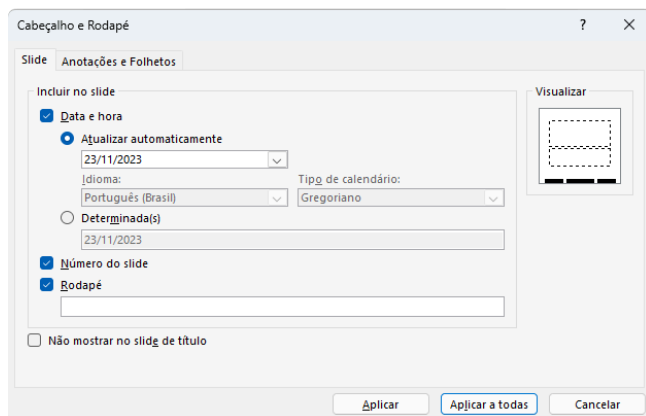 Cabeçalho e Rodapé ? ×
Slide Anotações e Folhetos
Incluir no slide Visualizar
Data e hora
Atualizar automaticamente
23/11/2023
Idioma: Tipo de calendário:
Português (Brasil) Gregoriano
Determinada(s)
23/11/2023
Número do slide
Rodapé
Não mostrar no slide de título
Aplicar Aplicar a todas Cancelar